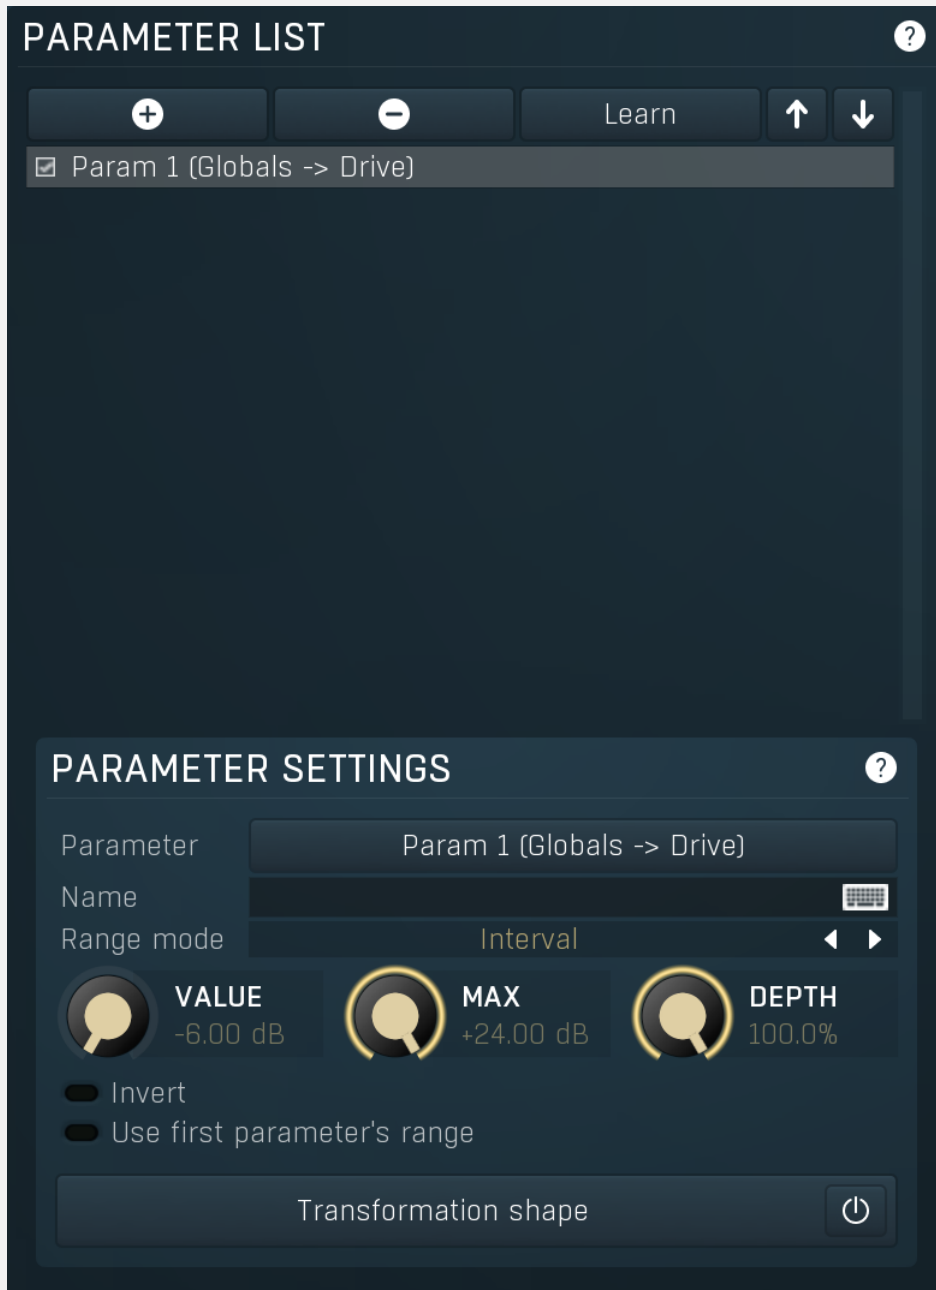 PARAMETER LIST ?
Learn
Param 1 (Globals -> Drive)
PARAMETER SETTINGS ?
Parameter Param 1 (Globals -> Drive)
Name
Range mode Interval
VALUE MAX DEPTH
-6.00 dB +24.00 dB 100.0%
Invert
Use first parameter's range
Transformation shape